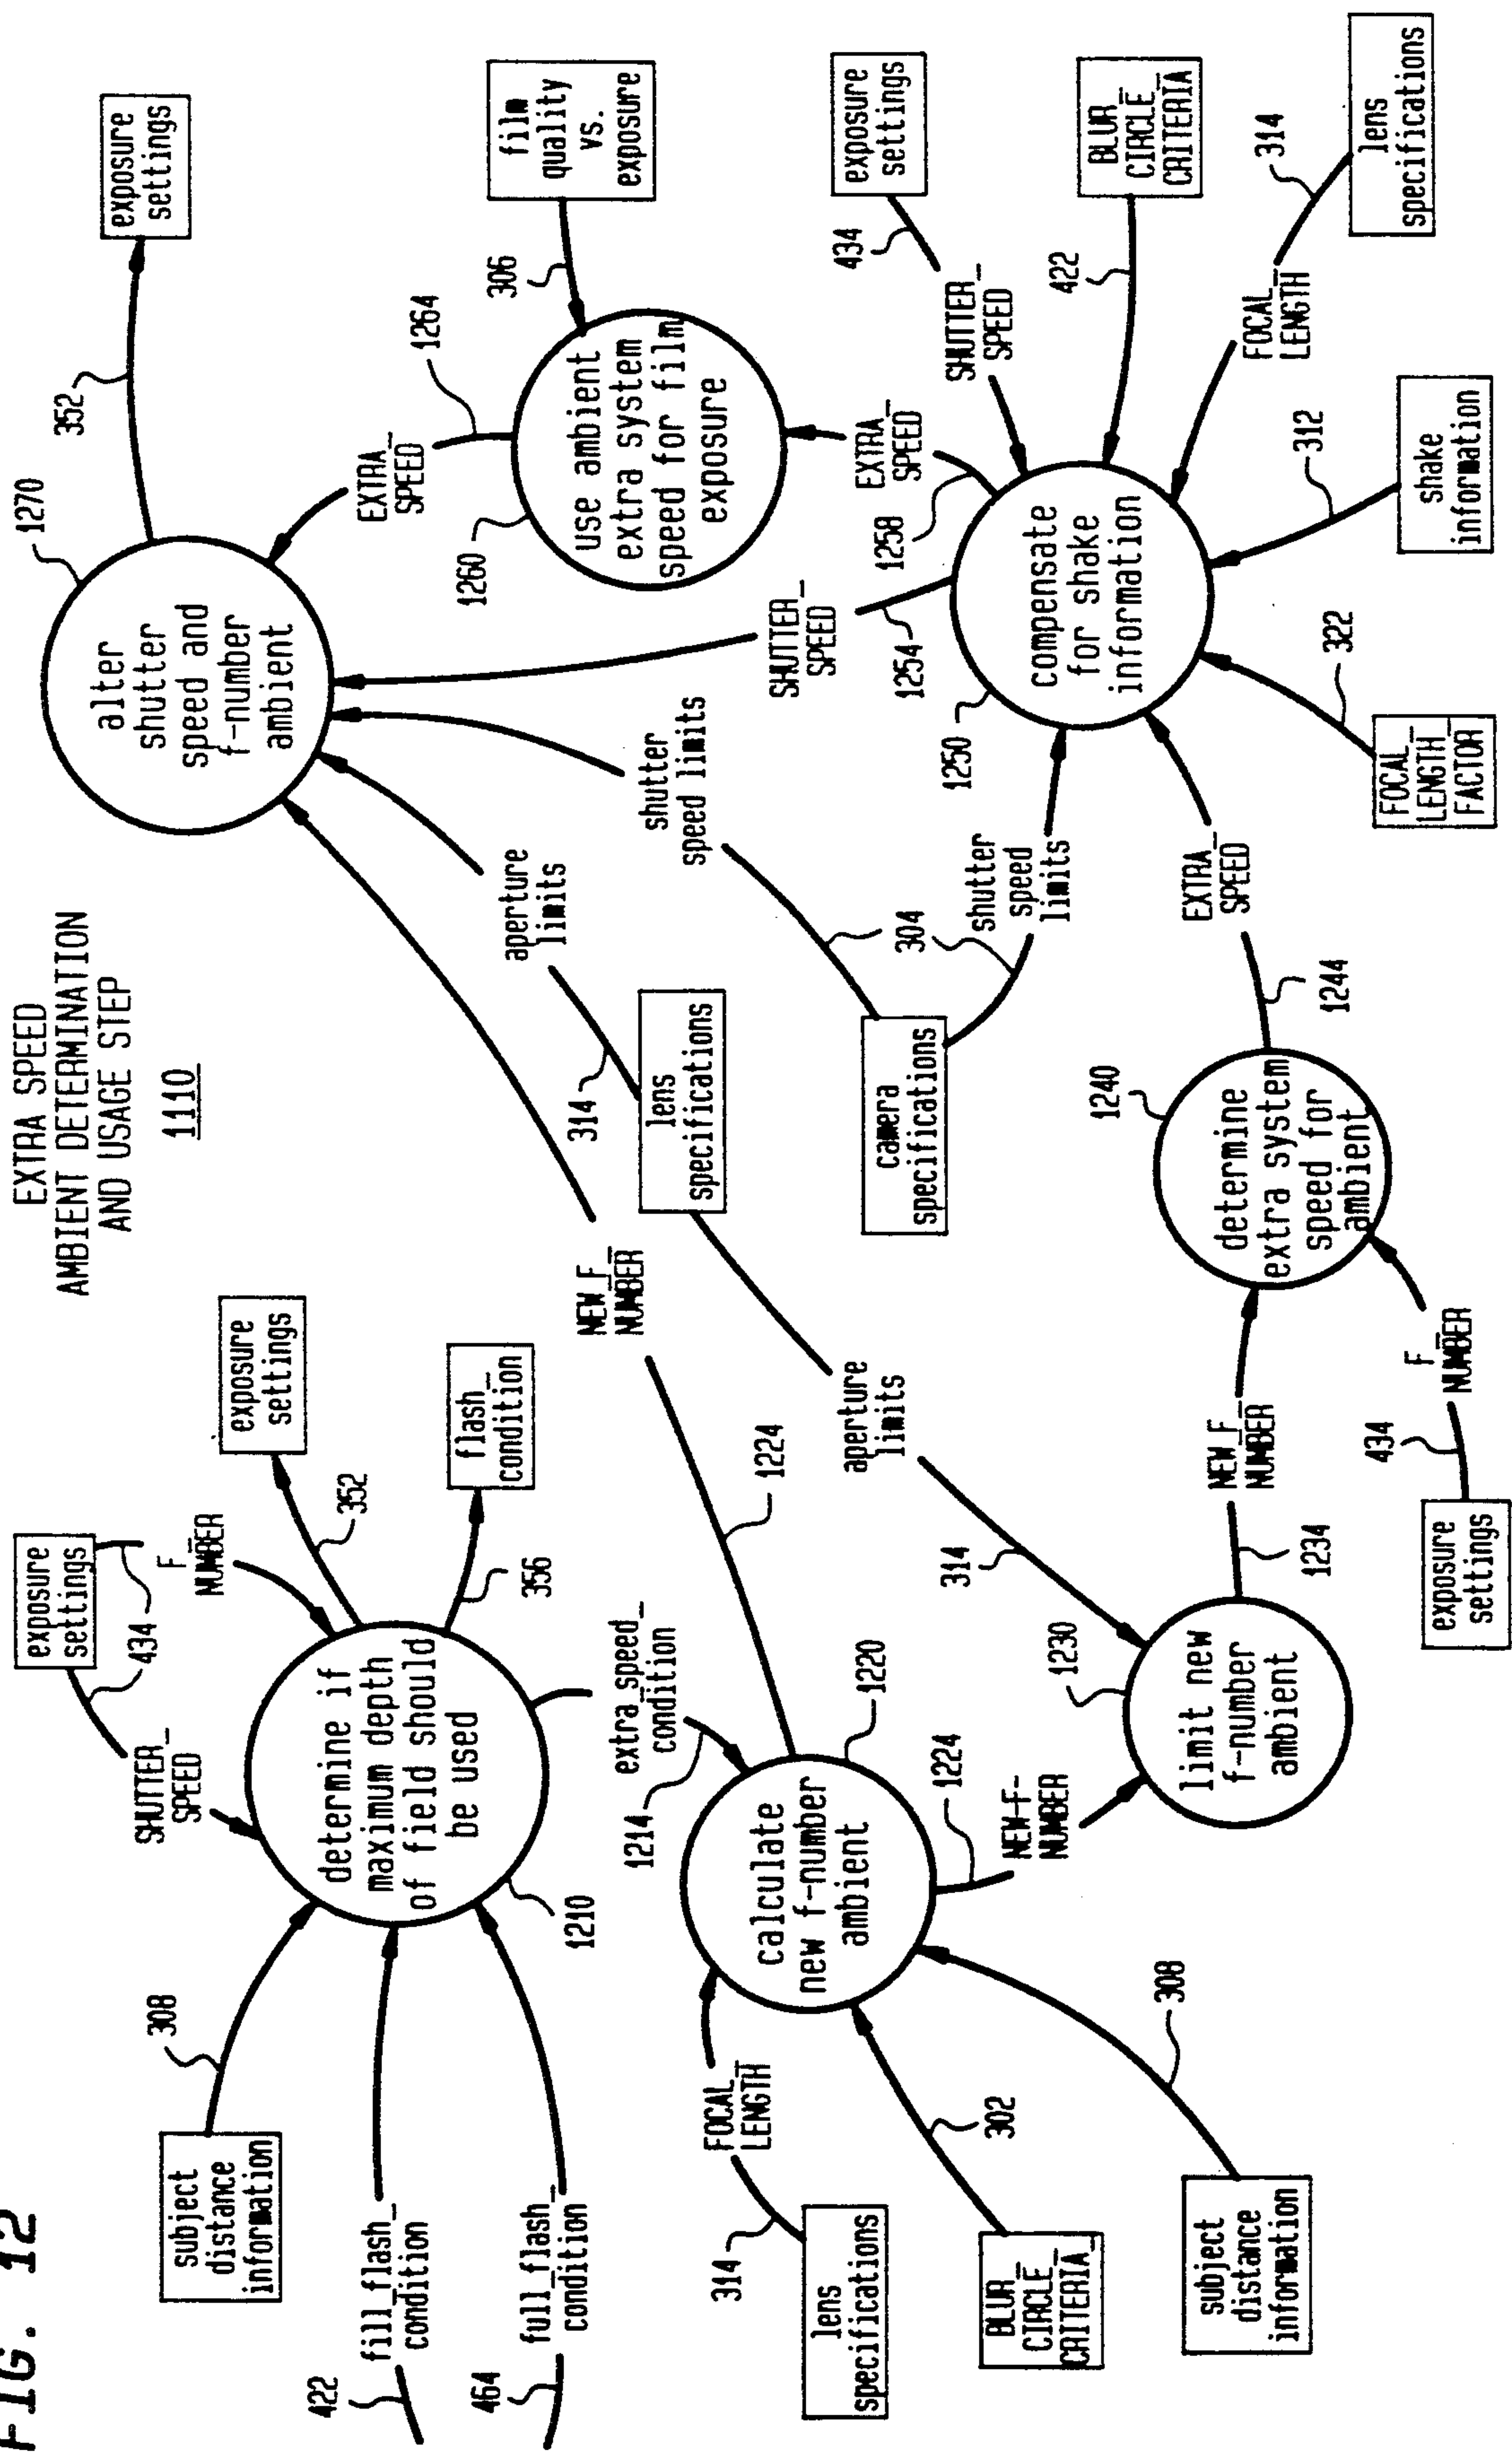 FIG. 12
EXTRA SPEED
AMBIENT DETERMINATION
AND USAGE STEP
1110
subject
distance
information
308
fill_flash_
condition
422
full_flash_
condition
464
exposure
settings
434
SHUTTER_
SPEED
F_
NUMBER
determine if
maximum depth
of field should
be used
1210
352
exposure
settings
356
flash_
condition
extra_speed_
condition
1214
lens
specifications
314
FOCAL_
LENGTH
BLUR_
CIRCLE_
CRITERIA_
302
subject
distance
information
308
calculate
new f-number
ambient
1220
1224
NEW_F_
NUMBER
1224
NEW-F-
NUMBER
limit new
f-number
ambient
1230
314
aperture
limits
lens
specifications
314
aperture
limits
1234
NEW_F_
NUMBER
exposure
settings
434
F_
NUMBER
determine
extra system
speed for
ambient
1240
1244
EXTRA_
SPEED
camera
specifications
304
shutter
speed limits
shutter
speed
limits
compensate
for shake
information
1250
FOCAL_
LENGTH_
FACTOR
322
shake
information
312
lens
specifications
314
FOCAL_
LENGTH
BLUR_
CIRCLE_
CRITERIA
422
exposure
settings
434
SHUTTER_
SPEED
1254
SHUTTER_
SPEED
1258
EXTRA_
SPEED
use ambient
extra system
speed for film
exposure
1260
film
quality
vs.
exposure
306
1264
EXTRA_
SPEED
alter
shutter
speed and
f-number
ambient
1270
352
exposure
settings